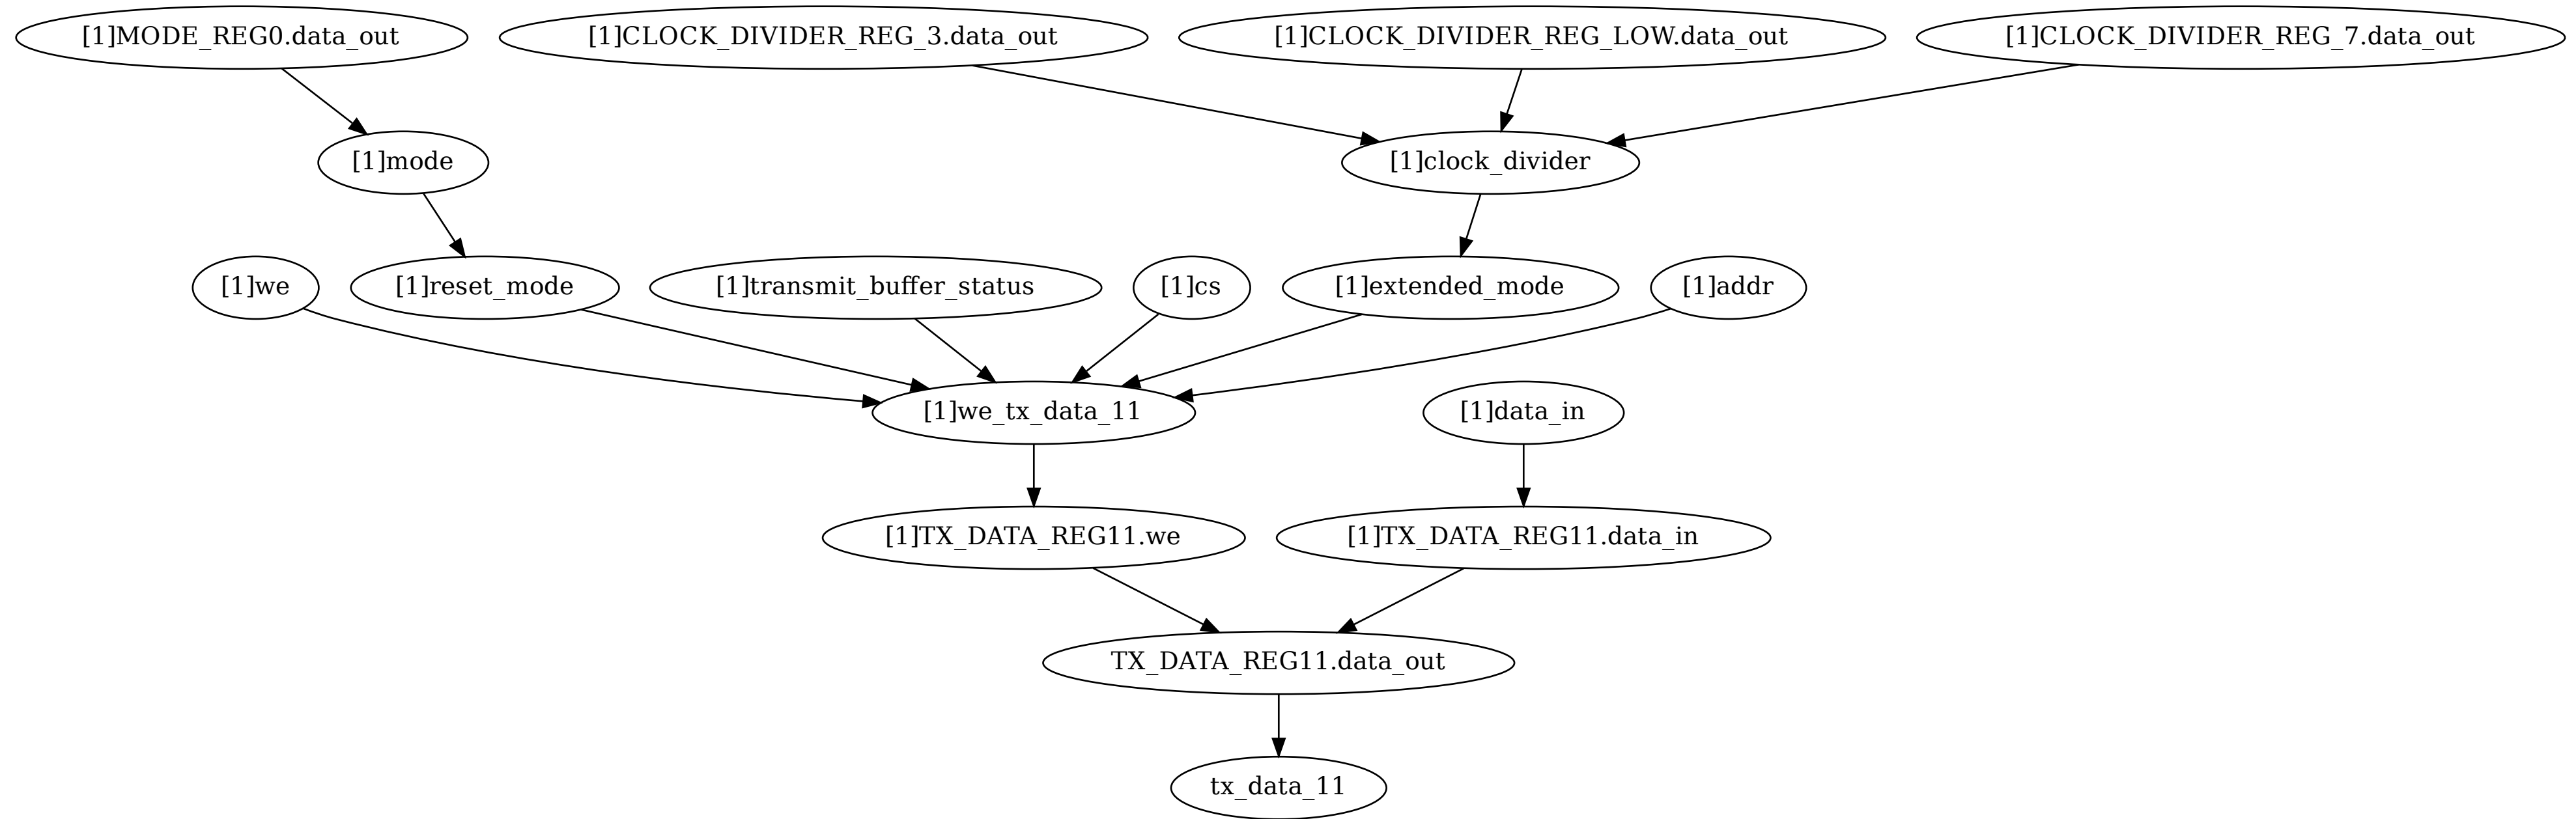 [1]MODE_REG0.data_out
[1]CLOCK_DIVIDER_REG_3.data_out
[1]CLOCK_DIVIDER_REG_LOW.data_out
[1]CLOCK_DIVIDER_REG_7.data_out
[1]mode
[1]clock_divider
[1]we
[1]reset_mode
[1]transmit_buffer_status
[1]cs
[1]extended_mode
[1]addr
[1]we_tx_data_11
[1]data_in
[1]TX_DATA_REG11.we
[1]TX_DATA_REG11.data_in
TX_DATA_REG11.data_out
tx_data_11